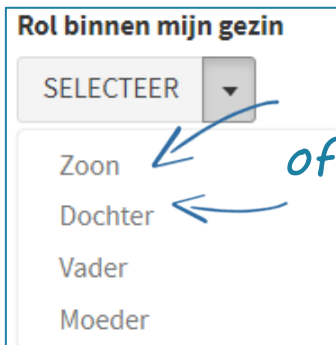 Rol binnen mijn gezin
SELECTEER
Zoon
of
Dochter
Vader
Moeder